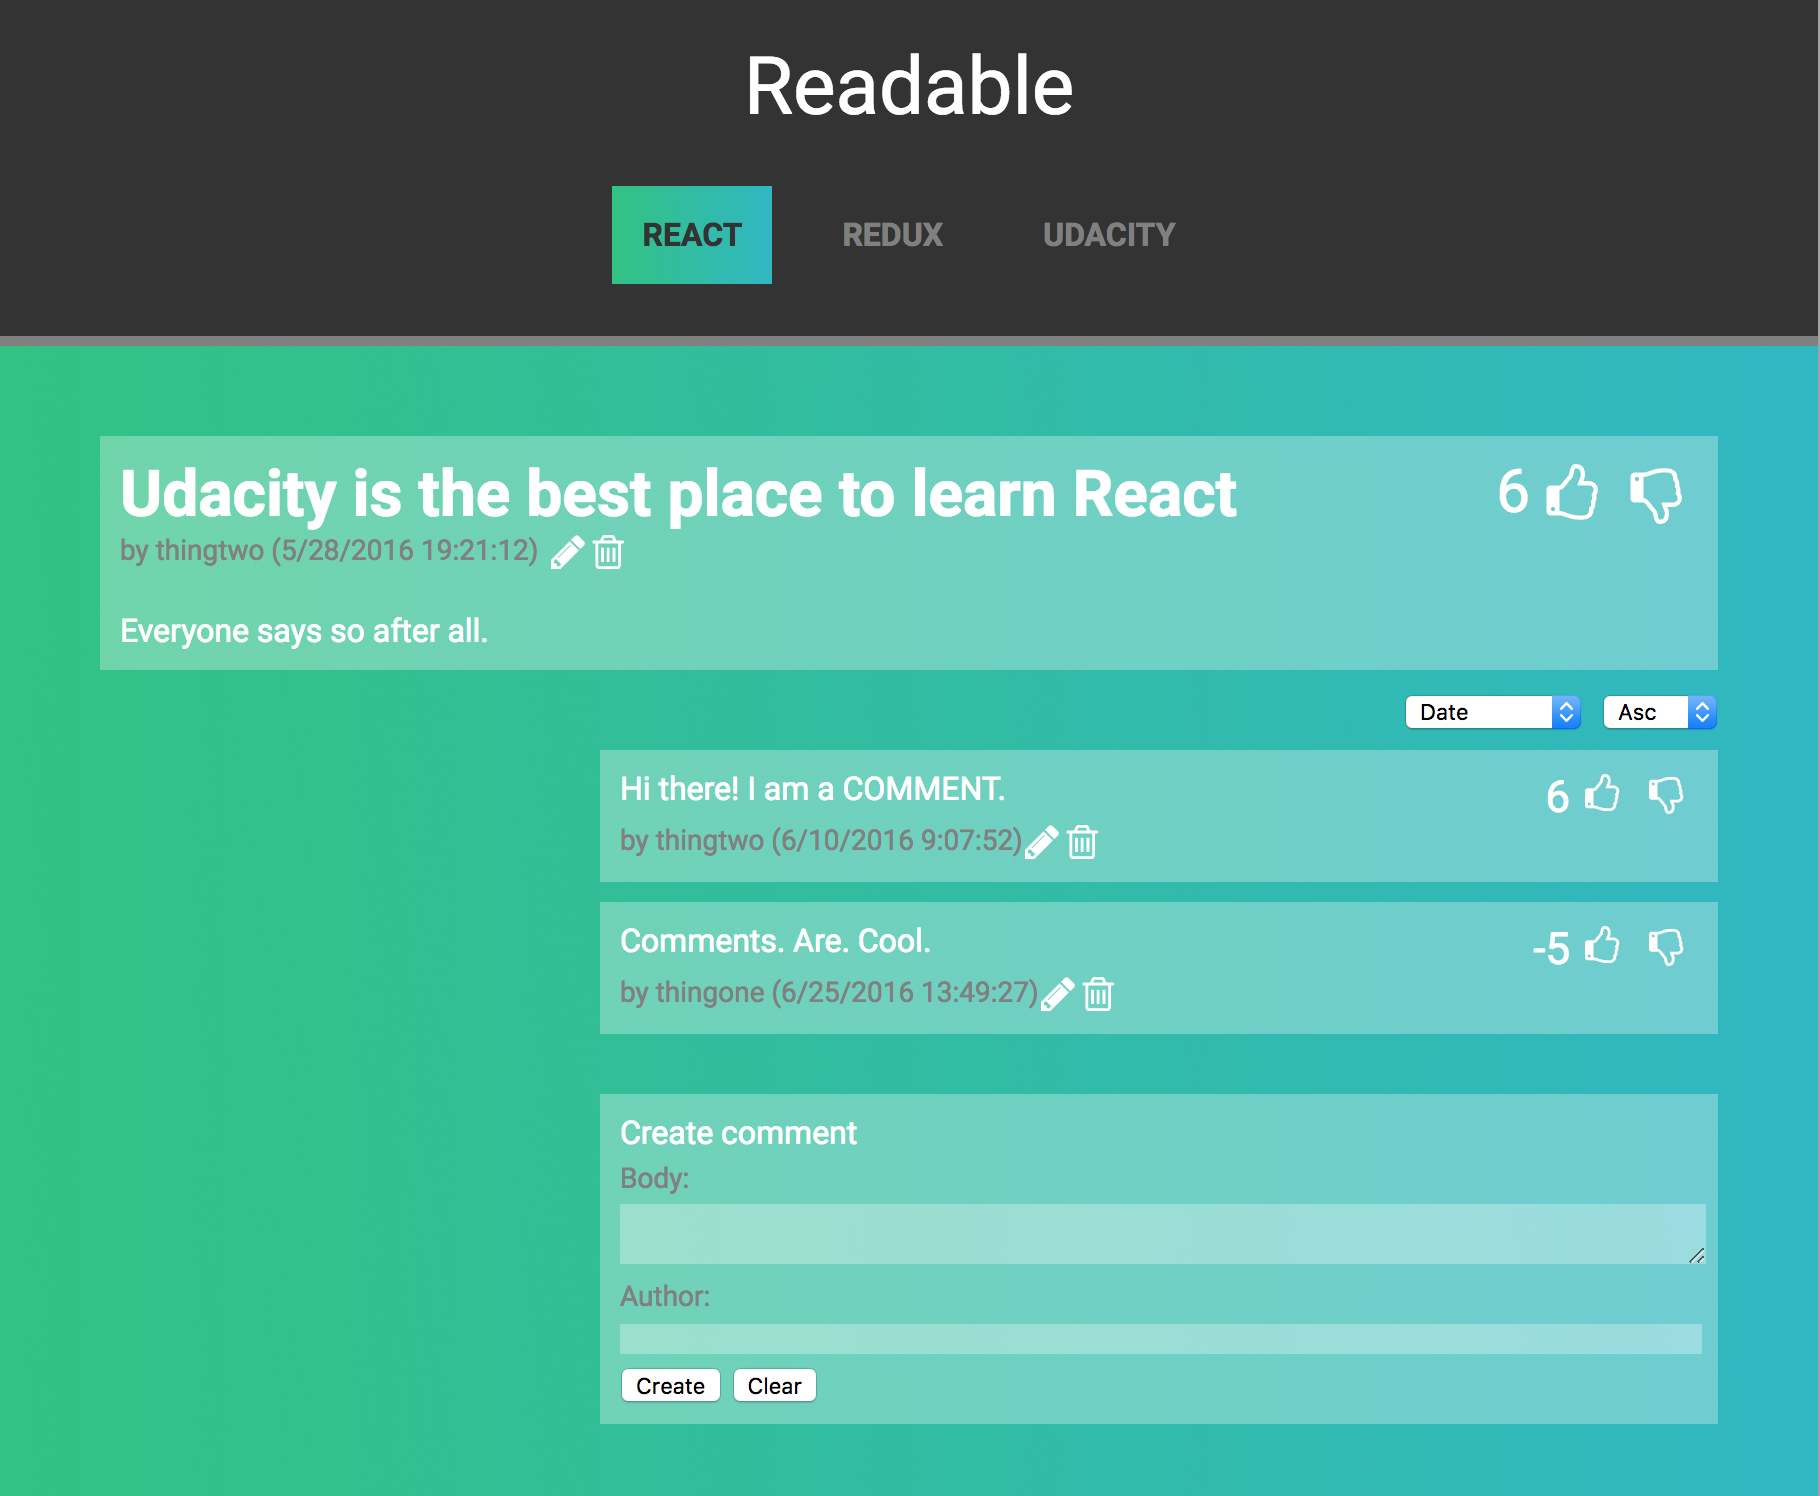 Readable
REACT REDUX UDACITY
Udacity is the best place to learn React 6
by thingtwo (5/28/2016 19:21:12)
Everyone says so after all.
Date Asc
Hi there! I am a COMMENT. 6
by thingtwo (6/10/2016 9:07:52)
Comments. Are. Cool. -5
by thingone (6/25/2016 13:49:27)
Create comment
Body:
Author:
Create Clear